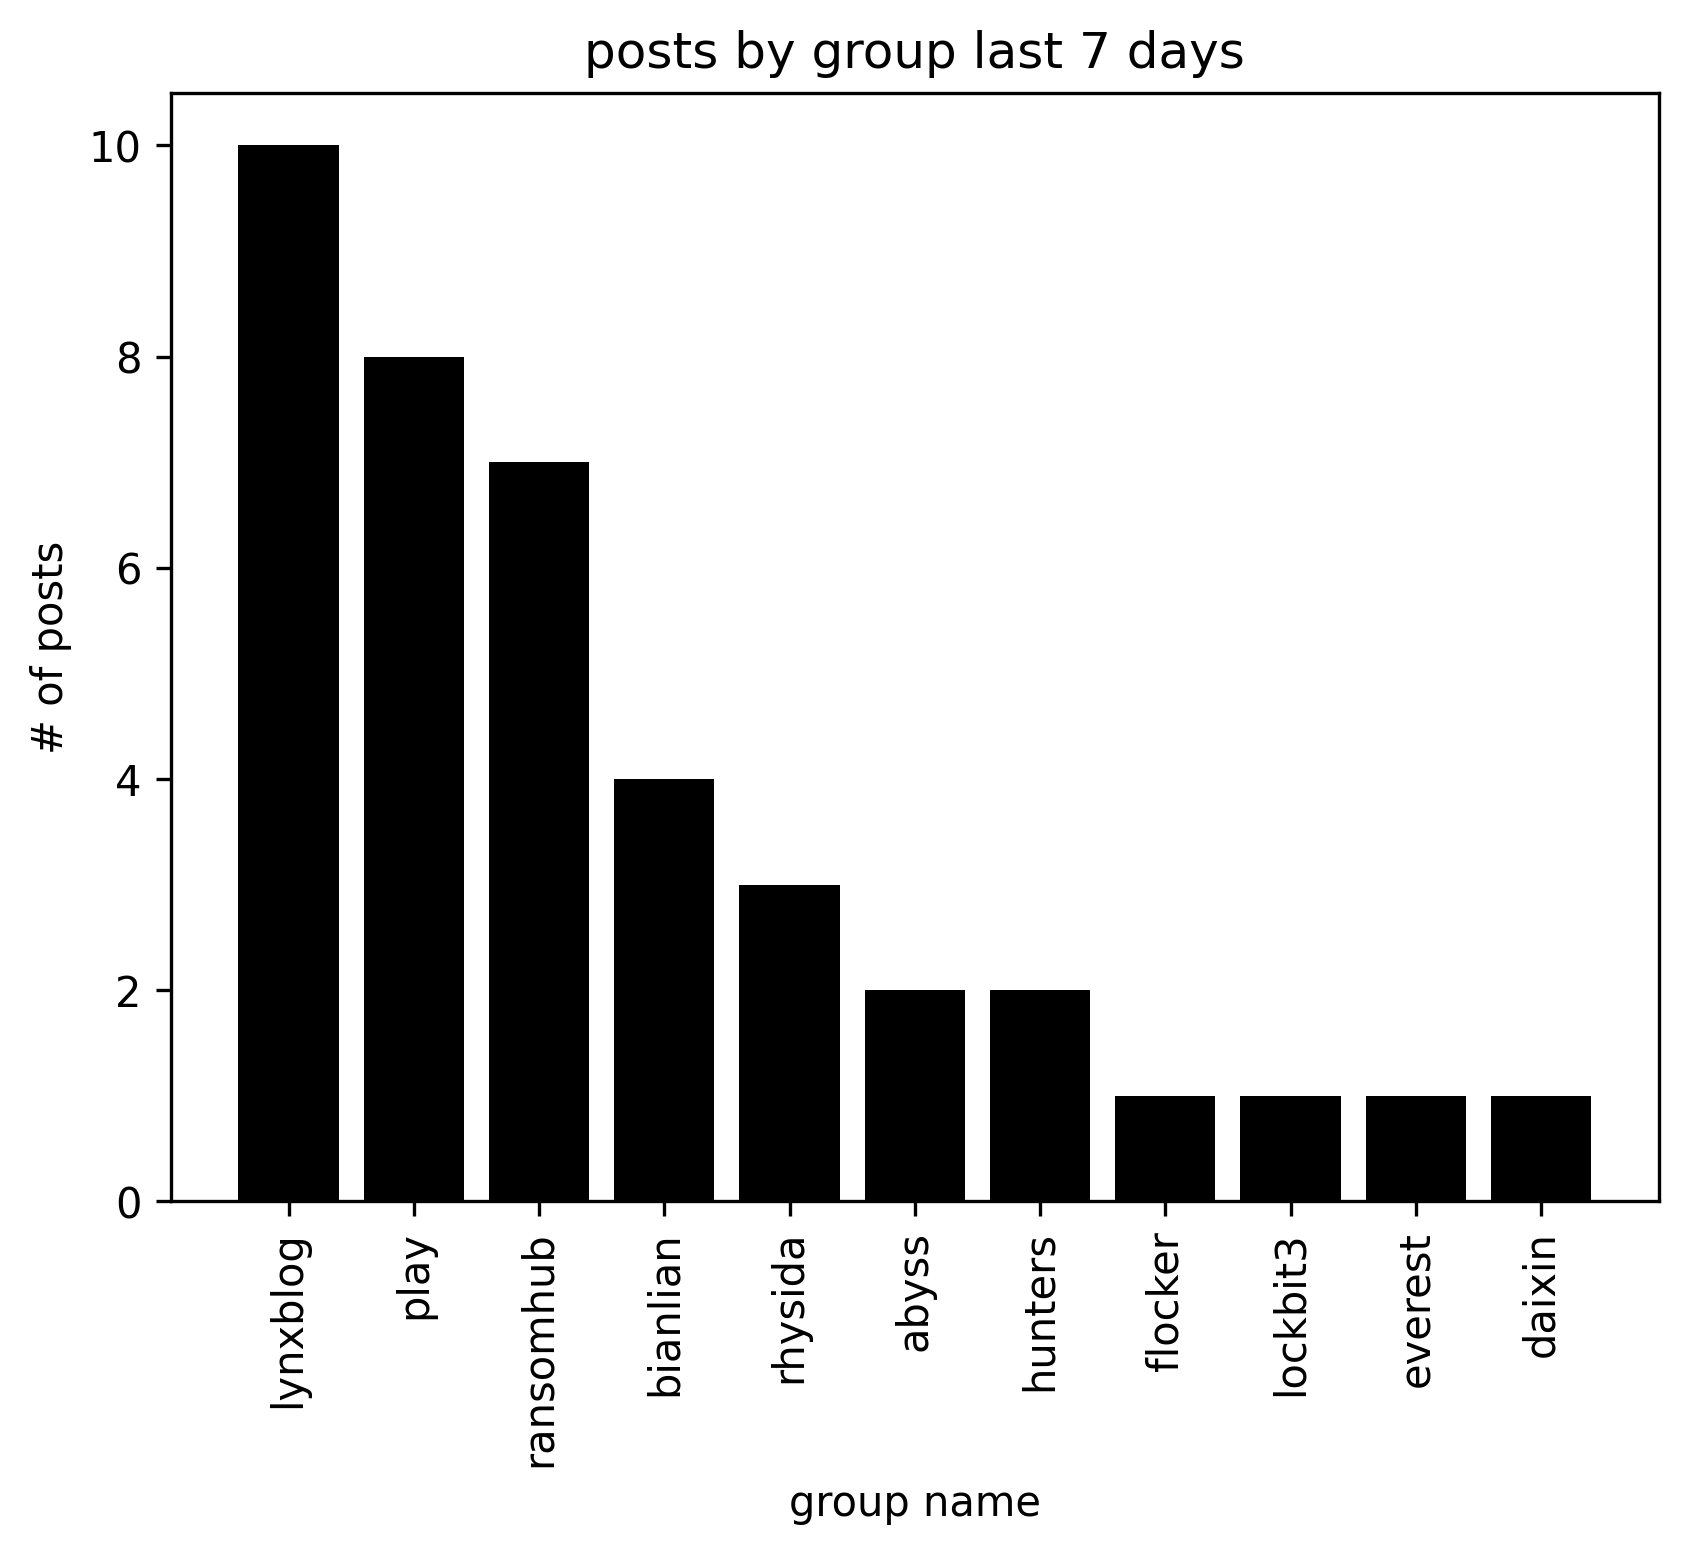 posts by group last 7 days
# of posts
10
8
6
4
2
0
lynxblog
play
ransomhub
bianlian
rhysida
abyss
hunters
flocker
lockbit3
everest
daixin
group name